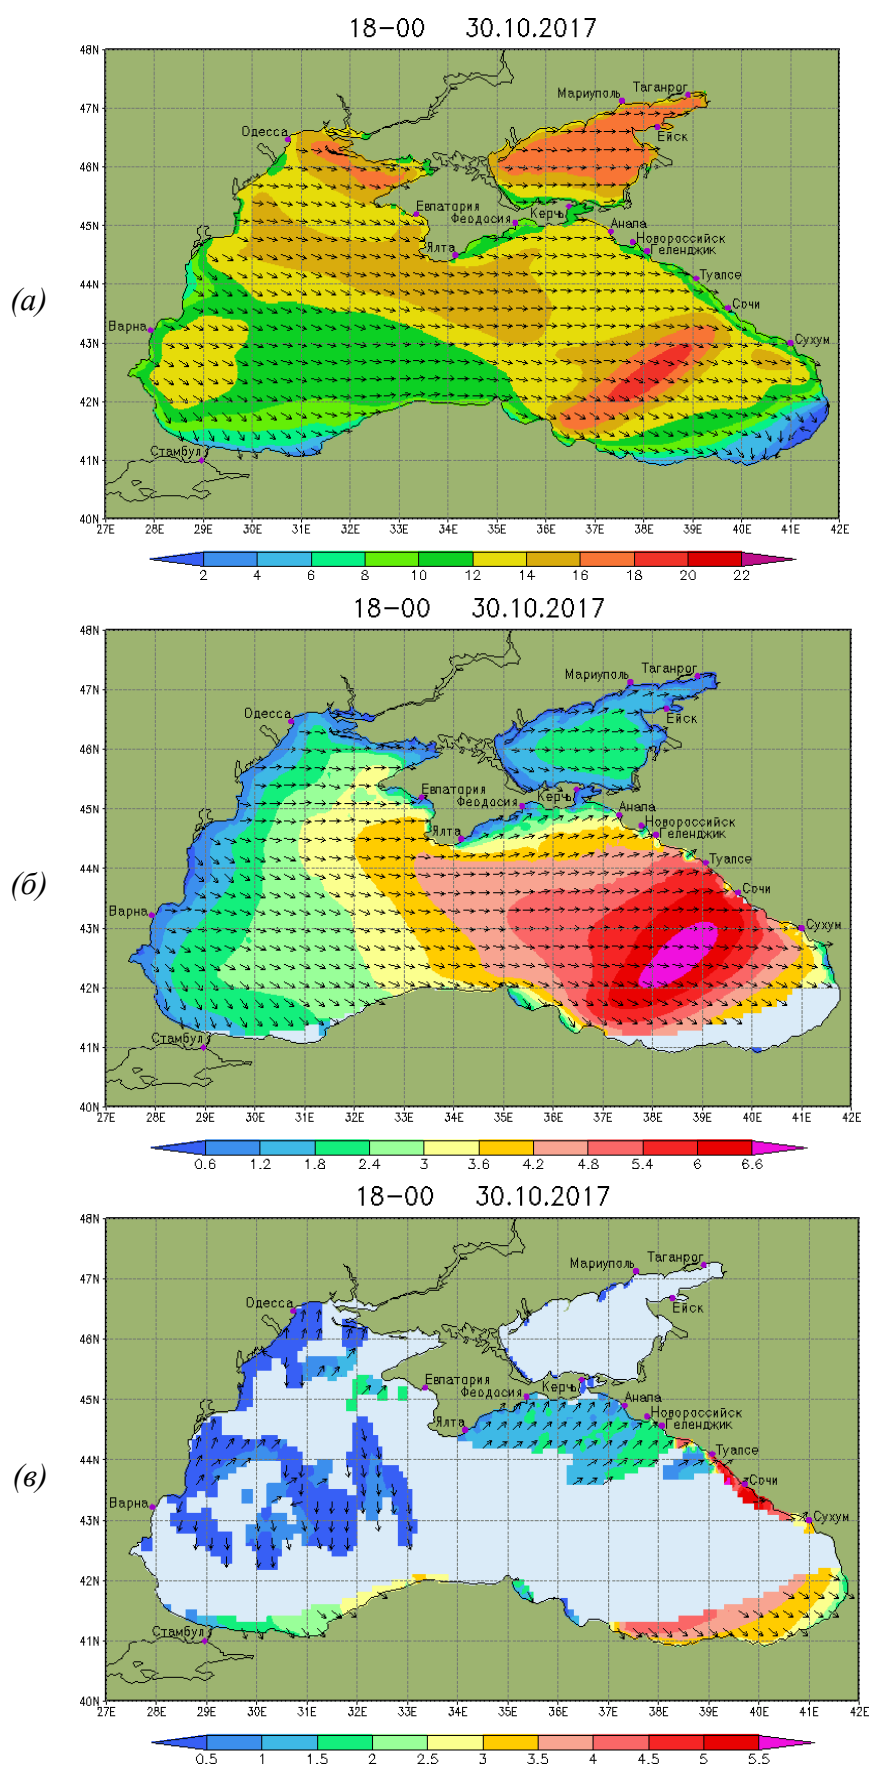 18-00 30.10.2017
48N
47N
46N
45N
44N
43N
42N
41N
40N
Таганрог
Мариуполь
Ейск
Одесса
Евпатория
Феодосия
Керчь
Анапа
Новороссийск
Геленджик
Ялта
Туапсе
Сочи
Сухум
Варна
Стамбул
(а)
27E 28E 29E 30E 31E 32E 33E 34E 35E 36E 37E 38E 39E 40E 41E 42E
2 4 6 8 10 12 14 16 18 20 22
18-00 30.10.2017
48N
47N
46N
45N
44N
43N
42N
41N
40N
Таганрог
Мариуполь
Ейск
Одесса
Евпатория
Феодосия
Керчь
Анапа
Новороссийск
Геленджик
Ялта
Туапсе
Сочи
Сухум
Варна
Стамбул
(б)
27E 28E 29E 30E 31E 32E 33E 34E 35E 36E 37E 38E 39E 40E 41E 42E
0.6 1.2 1.8 2.4 3 3.6 4.2 4.8 5.4 6 6.6
18-00 30.10.2017
48N
47N
46N
45N
44N
43N
42N
41N
40N
Таганрог
Мариуполь
Ейск
Одесса
Евпатория
Феодосия
Керчь
Анапа
Новороссийск
Геленджик
Ялта
Туапсе
Сочи
Сухум
Варна
Стамбул
(в)
27E 28E 29E 30E 31E 32E 33E 34E 35E 36E 37E 38E 39E 40E 41E 42E
0.5 1 1.5 2 2.5 3 3.5 4 4.5 5 5.5